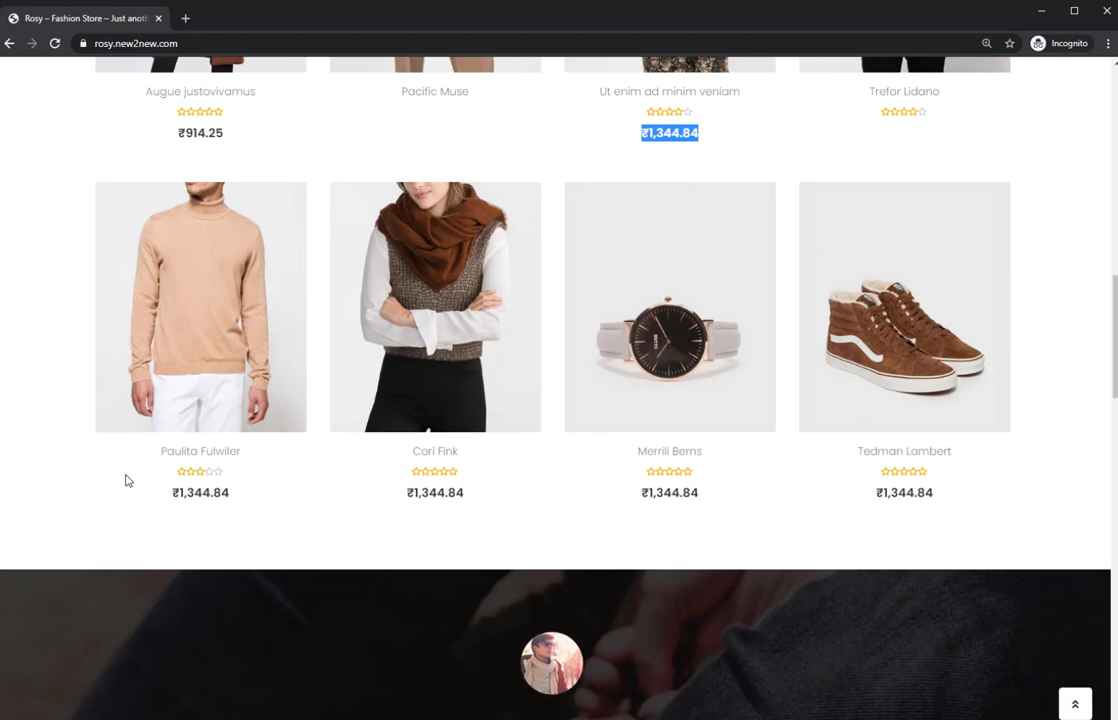 Rosy – Fashion Store – Just anoth
rosy.new2new.com
Incognito
Augue justovivamus
Pacific Muse
Ut enim ad minim veniam
Trefor Lidano
₹914.25
₹1,344.84
CLUSE
Paulita Fulwiler
Cori Fink
Merrili Berns
Tedman Lambert
₹1,344.84
₹1,344.84
₹1,344.84
₹1,344.84